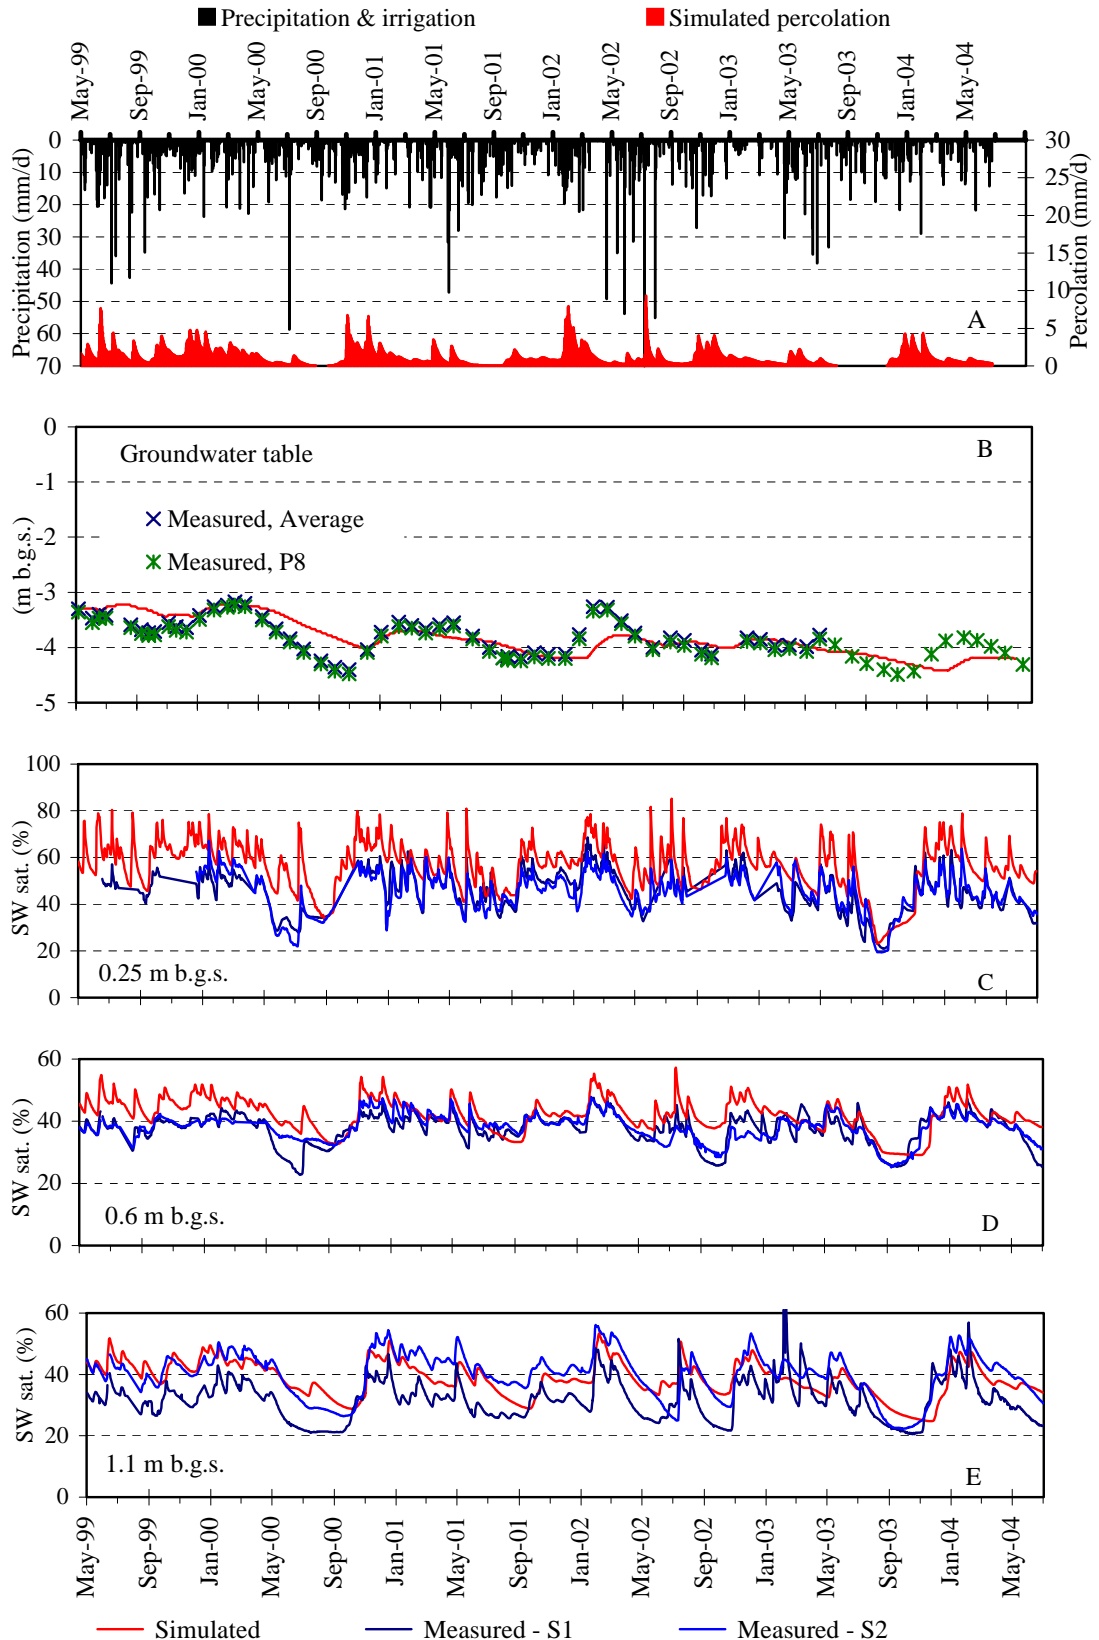 Precipitation & irrigation Simulated percolation
May-99 Sep-99 Jan-00 May-00 Sep-00 Jan-01 May-01 Sep-01 Jan-02 May-02 Sep-02 Jan-03 May-03 Sep-03 Jan-04 May-04
Precipitation (mm/d)
0
10
20
30
40
50
60
70
30
25
20
15
10
5
0
Percolation (mm/d)
A
(m b.g.s.)
0
-1
-2
-3
-4
-5
Groundwater table
B
Measured, Average
Measured, P8
SW sat. (%)
100
80
60
40
20
0
0.25 m b.g.s.
C
SW sat. (%)
60
40
20
0
0.6 m b.g.s.
D
SW sat. (%)
60
40
20
0
1.1 m b.g.s.
E
May-99 Sep-99 Jan-00 May-00 Sep-00 Jan-01 May-01 Sep-01 Jan-02 May-02 Sep-02 Jan-03 May-03 Sep-03 Jan-04 May-04
Simulated Measured - S1 Measured - S2